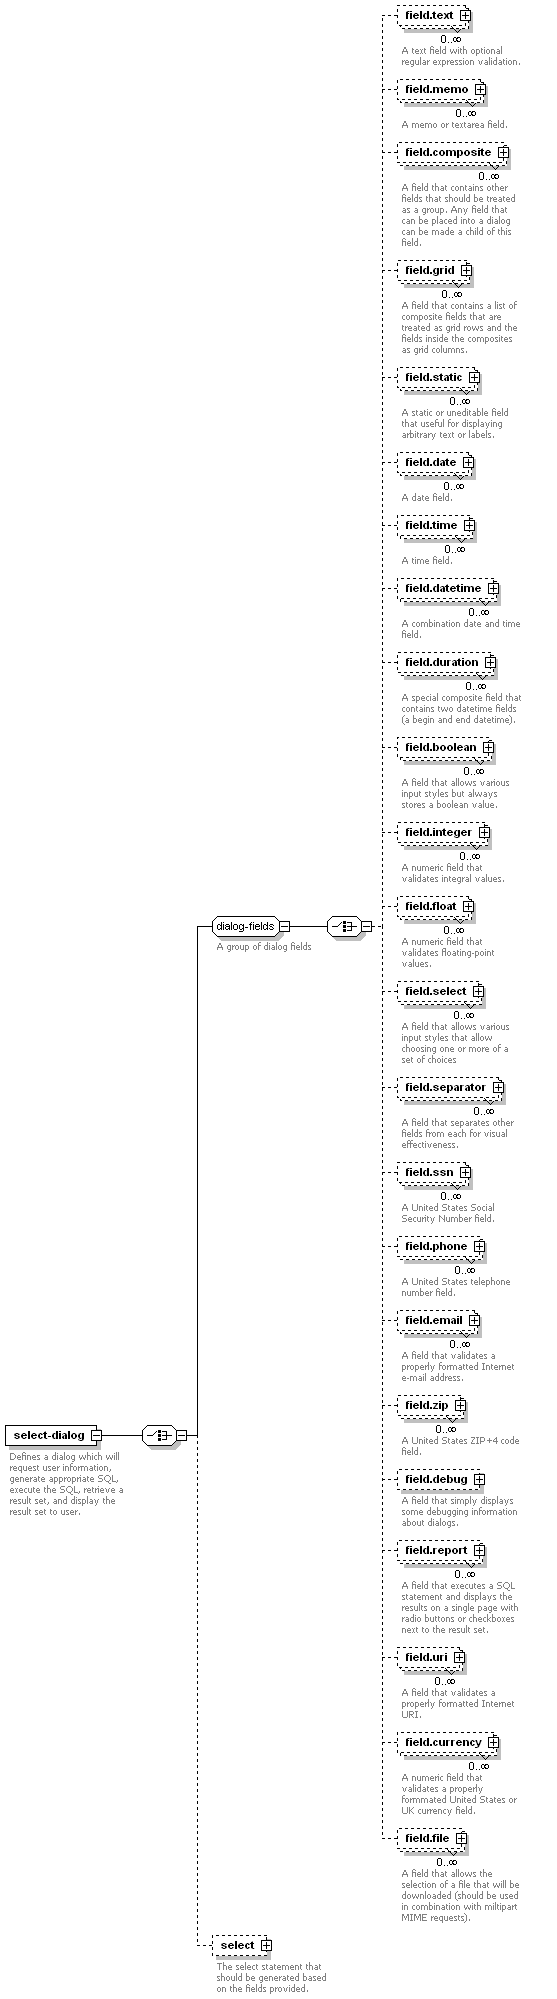 field.text
0..∞
A text field with optional
regular expression validation.
field.memo
0..∞
A memo or textarea field.
field.composite
0..∞
A field that contains other
fields that should be treated
as a group. Any field that
can be placed into a dialog
can be made a child of this
field.
field.grid
0..∞
A field that contains a list of
composite fields that are
treated as grid rows and the
fields inside the composites
as grid columns.
field.static
0..∞
A static or uneditable field
that useful for displaying
arbitrary text or labels.
field.date
0..∞
A date field.
field.time
0..∞
A time field.
field.datetime
0..∞
A combination date and time
field.
field.duration
0..∞
A special composite field that
contains two datetime fields
(a begin and end datetime).
field.boolean
0..∞
A field that allows various
input styles but always
stores a boolean value.
field.integer
0..∞
A numeric field that
validates integral values.
field.float
0..∞
A numeric field that
validates floating-point
values.
dialog-fields
A group of dialog fields
field.select
0..∞
A field that allows various
input styles that allow
choosing one or more of a
set of choices
field.separator
0..∞
A field that separates other
fields from each for visual
effectiveness.
field.ssn
0..∞
A United States Social
Security Number field.
field.phone
0..∞
A United States telephone
number field.
field.email
0..∞
A field that validates a
properly formatted Internet
e-mail address.
field.zip
0..∞
A United States ZIP+4 code
field.
select-dialog
Defines a dialog which will
request user information,
generate appropriate SQL,
execute the SQL, retrieve a
result set, and display the
result set to user.
field.debug
A field that simply displays
some debugging information
about dialogs.
field.report
0..∞
A field that executes a SQL
statement and displays the
results on a single page with
radio buttons or checkboxes
next to the result set.
field.uri
0..∞
A field that validates a
properly formatted Internet
URI.
field.currency
0..∞
A numeric field that
validates a properly
formmated United States or
UK currency field.
field.file
0..∞
A field that allows the
selection of a file that will be
downloaded (should be used
in combination with miltipart
MIME requests).
select
The select statement that
should be generated based
on the fields provided.